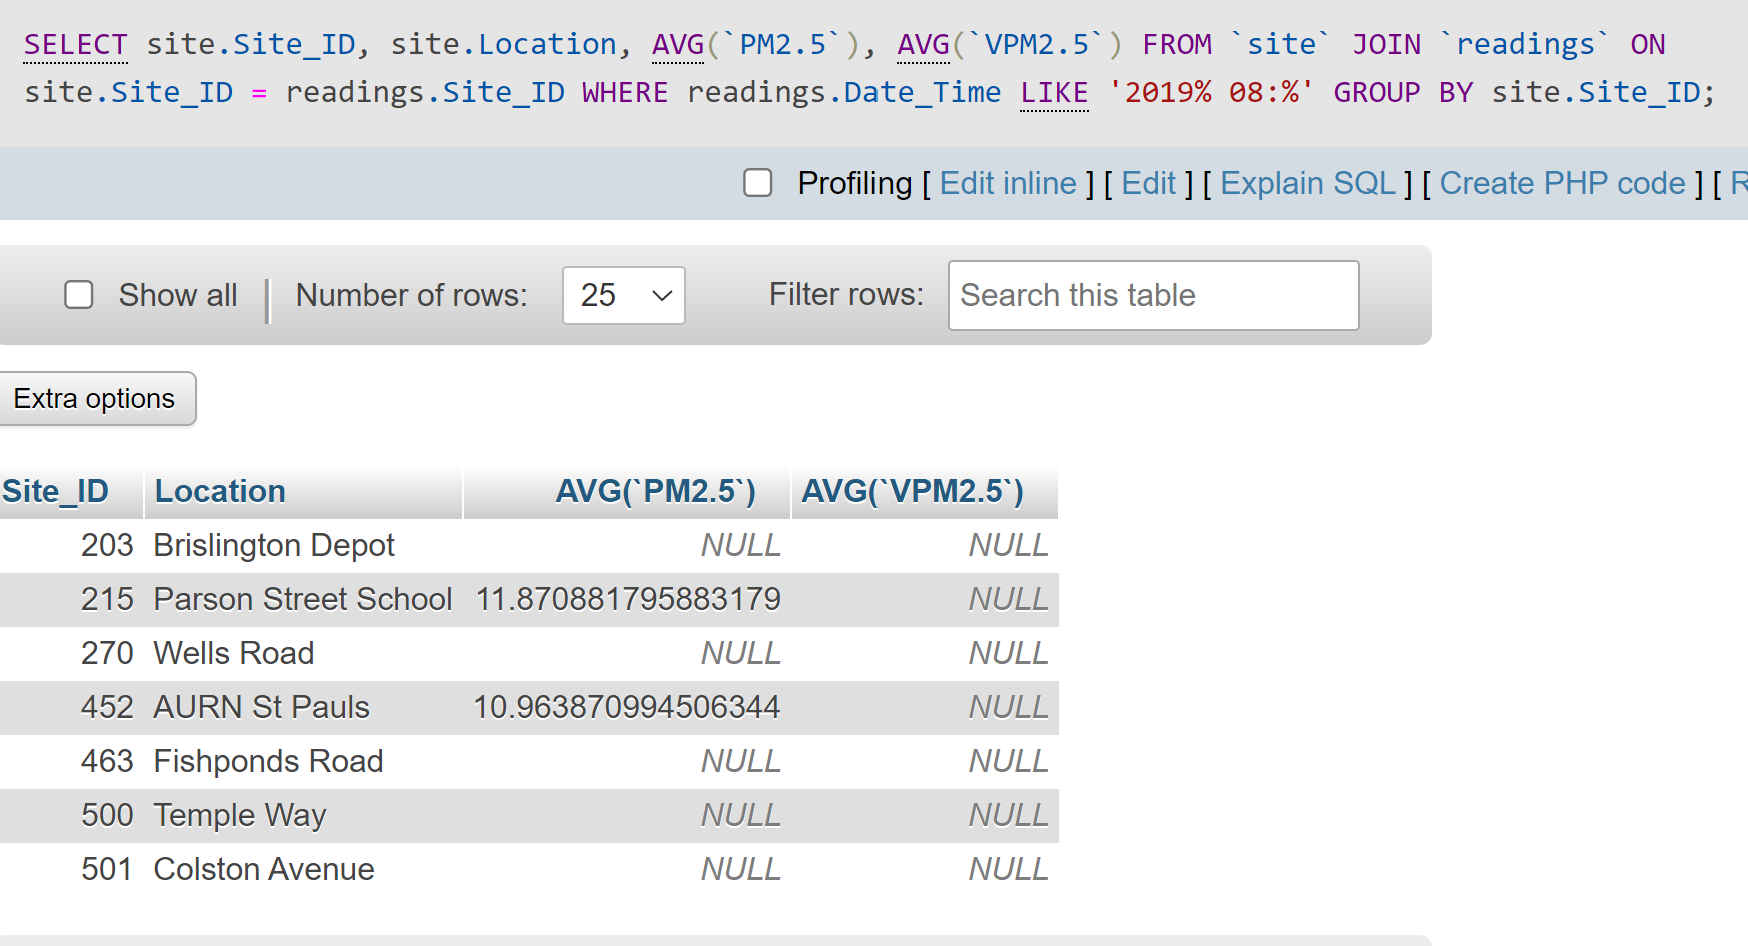 SELECT site.Site_ID, site.Location, AVG(`PM2.5`), AVG(`VPM2.5`) FROM `site` JOIN `readings` ON
site.Site_ID = readings.Site_ID WHERE readings.Date_Time LIKE '2019% 08:%' GROUP BY site.Site_ID;
Profiling [ Edit inline ] [ Edit ] [ Explain SQL ] [ Create PHP code ] [ R
Show all | Number of rows: 25 Filter rows: Search this table
Extra options
Site_ID Location AVG(`PM2.5`) AVG(`VPM2.5`)
203 Brislington Depot NULL NULL
215 Parson Street School 11.870881795883179 NULL
270 Wells Road NULL NULL
452 AURN St Pauls 10.963870994506344 NULL
463 Fishponds Road NULL NULL
500 Temple Way NULL NULL
501 Colston Avenue NULL NULL